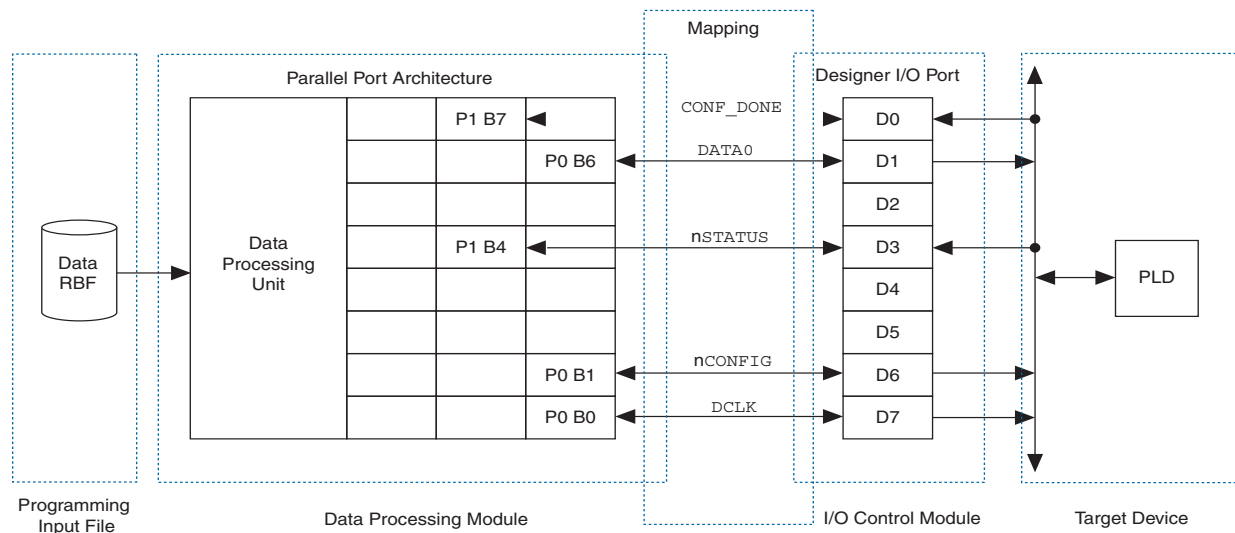 Mapping
Parallel Port Architecture
Designer I/O Port
P1 B7
CONF_DONE
D0
P0 B6
DATA0
D1
D2
Data
RBF
Data
Processing
Unit
P1 B4
nSTATUS
D3
PLD
D4
D5
P0 B1
nCONFIG
D6
P0 B0
DCLK
D7
Programming
Input File
Data Processing Module
I/O Control Module
Target Device